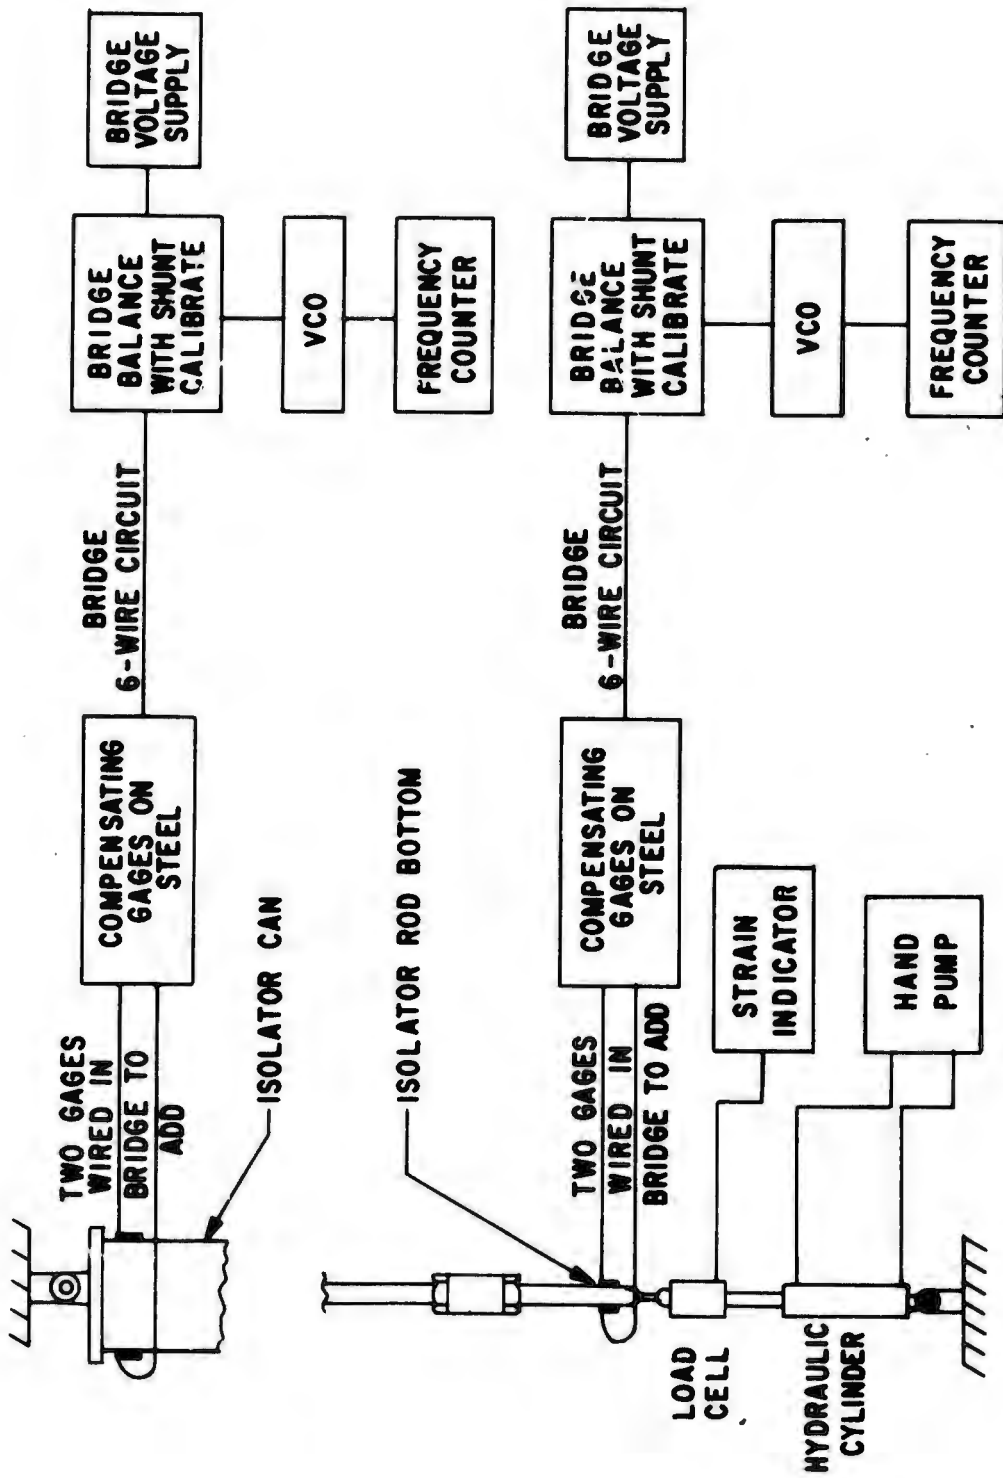 TWO GAGES
WIRED IN
BRIDGE TO
ADD
COMPENSATING
GAGES ON
STEEL
BRIDGE
6-WIRE CIRCUIT
BRIDGE
BALANCE
WITH SHUNT
CALIBRATE
BRIDGE
VOLTAGE
SUPPLY
VCO
FREQUENCY
COUNTER
ISOLATOR CAN
ISOLATOR ROD BOTTOM
TWO GAGES
WIRED IN
BRIDGE TO ADD
COMPENSATING
GAGES ON
STEEL
BRIDGE
6-WIRE CIRCUIT
BRIDGE
BALANCE
WITH SHUNT
CALIBRATE
BRIDGE
VOLTAGE
SUPPLY
VCO
FREQUENCY
COUNTER
LOAD
CELL
STRAIN
INDICATOR
HYDRAULIC
CYLINDER
HAND
PUMP